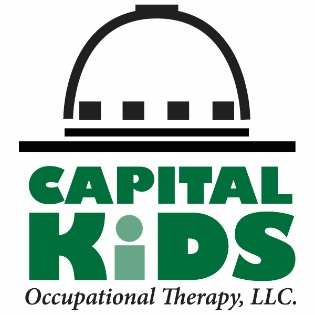 CAPITAL
KiDS
Occupational Therapy, LLC.